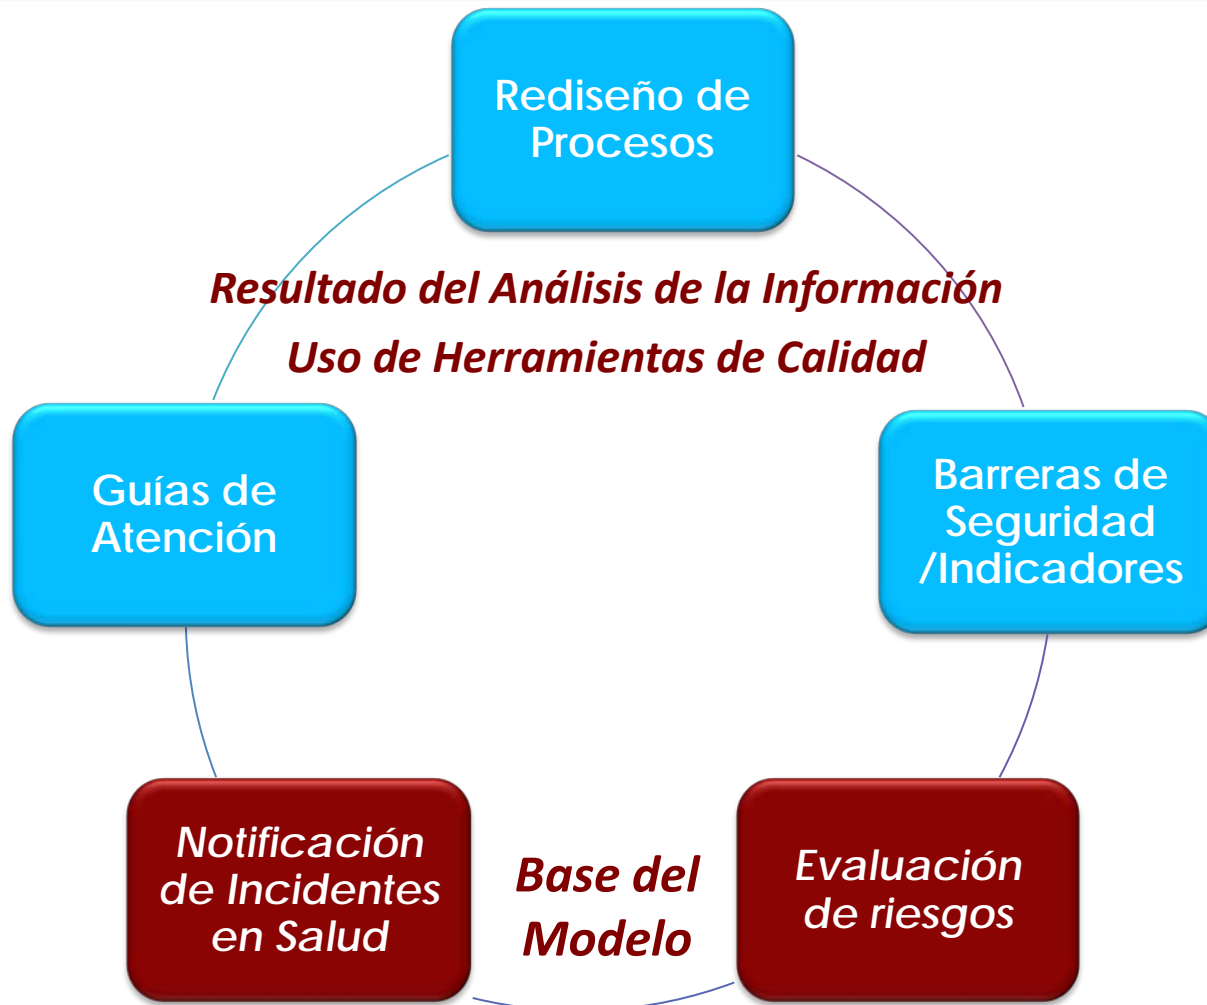 Rediseño de
Procesos
Resultado del Análisis de la Información
Uso de Herramientas de Calidad
Guías de
Atención
Barreras de
Seguridad
/Indicadores
Notificación
de Incidentes
en Salud
Base del
Modelo
Evaluación
de riesgos